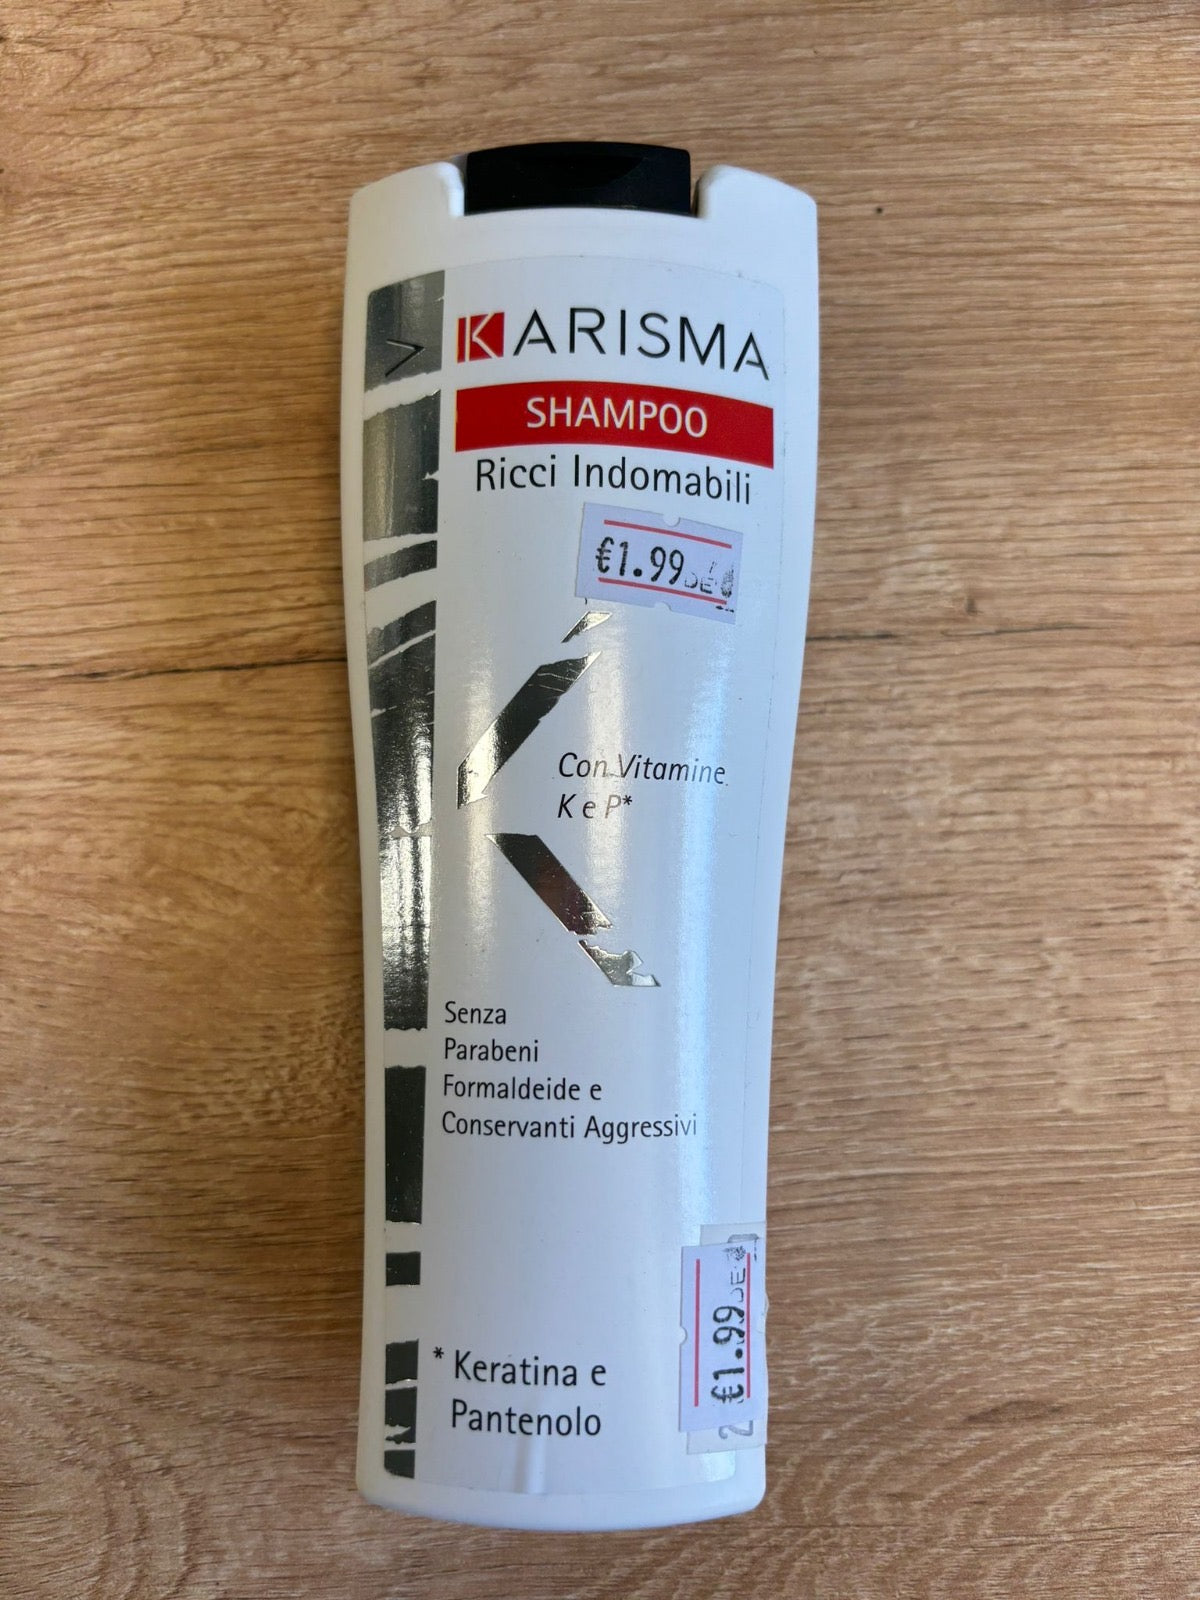 KARISMA
SHAMPOO
Ricci Indomabili
€1.99
Con Vitamine
K e P*
Senza
Parabeni
Formaldeide e
Conservanti Aggressivi
€1.99
* Keratina e
Pantenolo